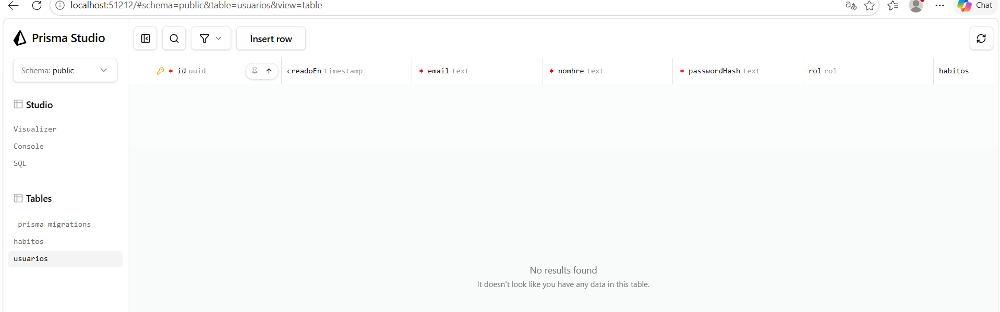 localhost:51212/#schema=public&table=usuarios&view=table
Chat
Prisma Studio
Insert row
Schema: public
* id uuid
creadoEn timestamp
* email text
* nombre text
* passwordHash text
rol rol
habitos
Studio
Visualizer
Console
SQL
Tables
_prisma_migrations
habitos
usuarios
No results found
It doesn't look like you have any data in this table.